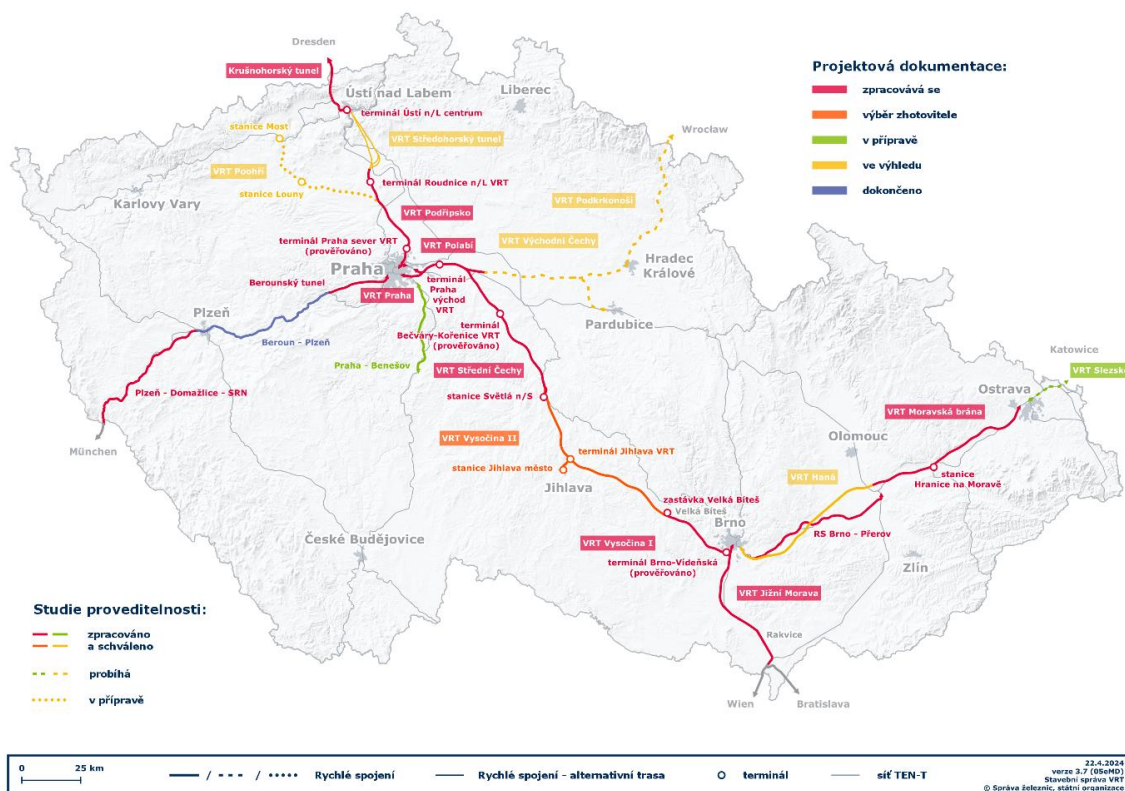 Dresden
Krušnohorský tunel
Ústí nad Labem
terminál Ústí n/L centrum
Liberec
stanice Most
VRT Středohorský tunel
Wrocław
VRT Poohří
stanice Louny
terminál Roudnice n/L VRT
Karlovy Vary
VRT Podřipsko
VRT Podkrkonoší
terminál Praha sever VRT
(prověřováno)
VRT Polabí
VRT Východní Čechy
Praha
Hradec
Králové
Berounský tunel
VRT Praha
terminál
Praha
východ
VRT
Plzeň
Pardubice
terminál
Bečváry-Kořenice VRT
(prověřováno)
Beroun - Plzeň
Praha - Benešov
VRT Střední Čechy
Plzeň - Domažlice - SRN
stanice Světlá n/S
München
VRT Vysočina II
terminál Jihlava VRT
stanice Jihlava město
Jihlava
zastávka Velká Bíteš
Velká Bíteš
České Budějovice
VRT Vysočina I
Brno
terminál Brno-Vídeňská
(prověřováno)
VRT Jižní Morava
Rakvice
Wien
Bratislava
Katowice
VRT Slezsko
Ostrava
VRT Moravská brána
Olomouc
VRT Haná
stanice
Hranice na Moravě
RS Brno - Přerov
Zlín
Projektová dokumentace:
zpracovává se
výběr zhotovitele
v přípravě
ve výhledu
dokončeno
Studie proveditelnosti:
zpracováno
a schváleno
probíhá
v přípravě
0 25 km
/ / Rychlé spojení
Rychlé spojení - alternativní trasa
terminál
síť TEN-T
22.4.2024
verze 3.7 (05eMD)
Stavební správa VRT
© Správa železnic, státní organizace